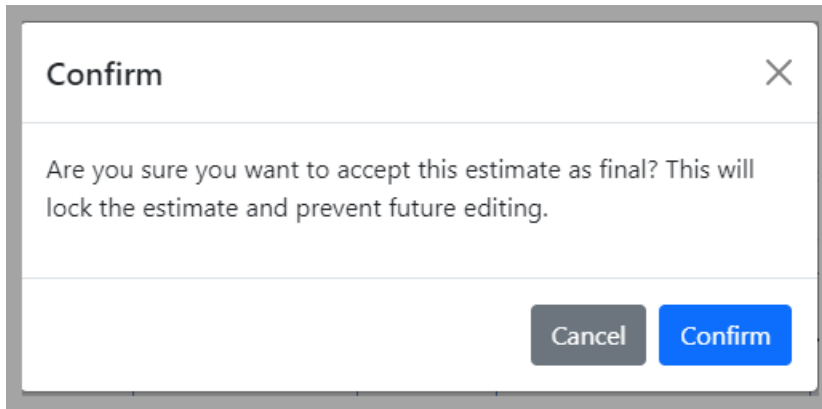 Confirm
Are you sure you want to accept this estimate as final? This will
lock the estimate and prevent future editing.
Cancel
Confirm